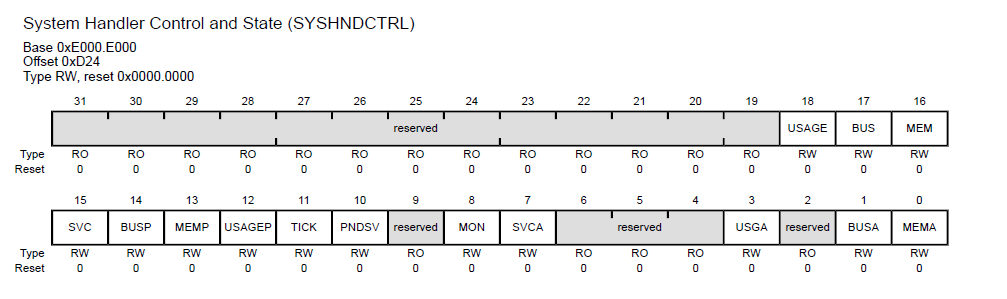 System Handler Control and State (SYSHNDCTRL)
Base 0xE000.E000
Offset 0xD24
Type RW, reset 0x0000.0000
31 30 29 28 27 26 25 24 23 22 21 20 19 18 17 16
reserved USAGE BUS MEM
Type RO RO RO RO RO RO RO RO RO RO RO RO RO RW RW RW
Reset 0 0 0 0 0 0 0 0 0 0 0 0 0 0 0 0
15 14 13 12 11 10 9 8 7 6 5 4 3 2 1 0
SVC BUSP MEMP USAGEP TICK PNDSV reserved MON SVCA reserved USGA reserved BUSA MEMA
Type RW RW RW RW RW RW RO RW RW RO RO RO RW RO RW RW
Reset 0 0 0 0 0 0 0 0 0 0 0 0 0 0 0 0